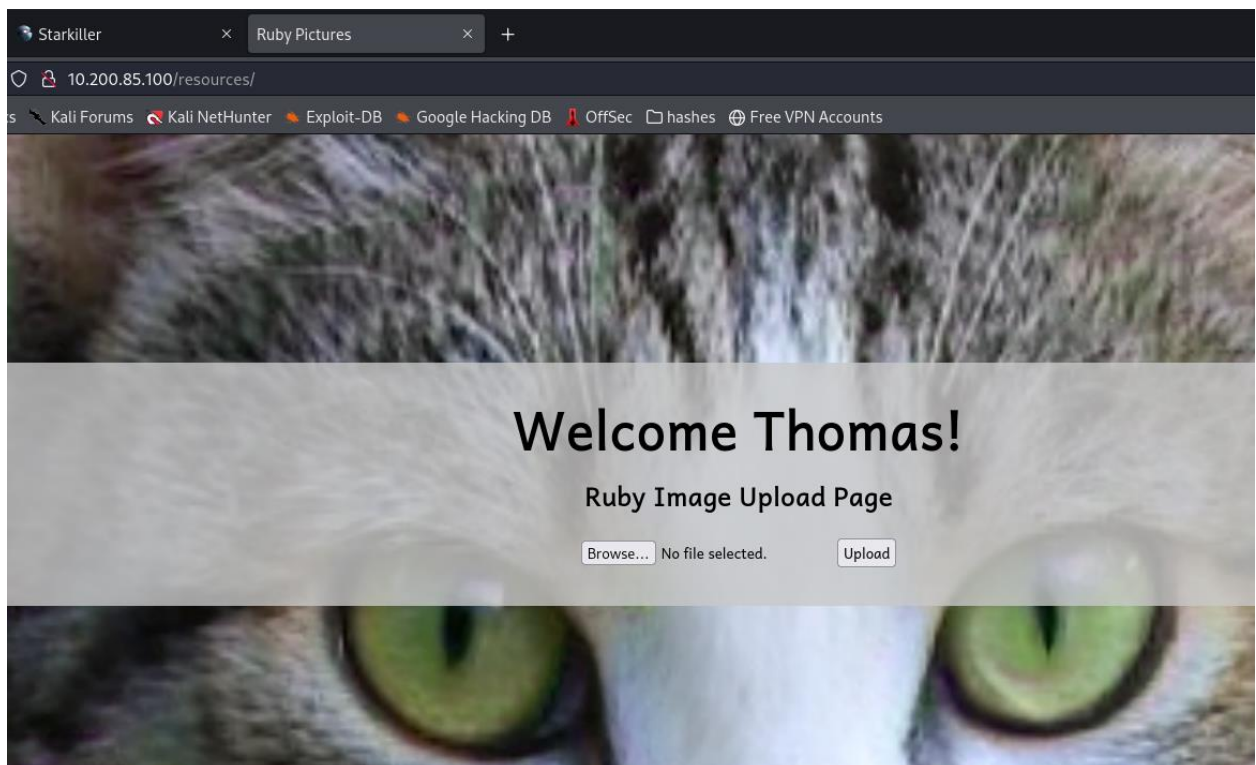 Starkiller × Ruby Pictures × +
10.200.85.100/resources/
s Kali Forums Kali NetHunter Exploit-DB Google Hacking DB OffSec hashes Free VPN Accounts
Welcome Thomas!
Ruby Image Upload Page
Browse... No file selected. Upload